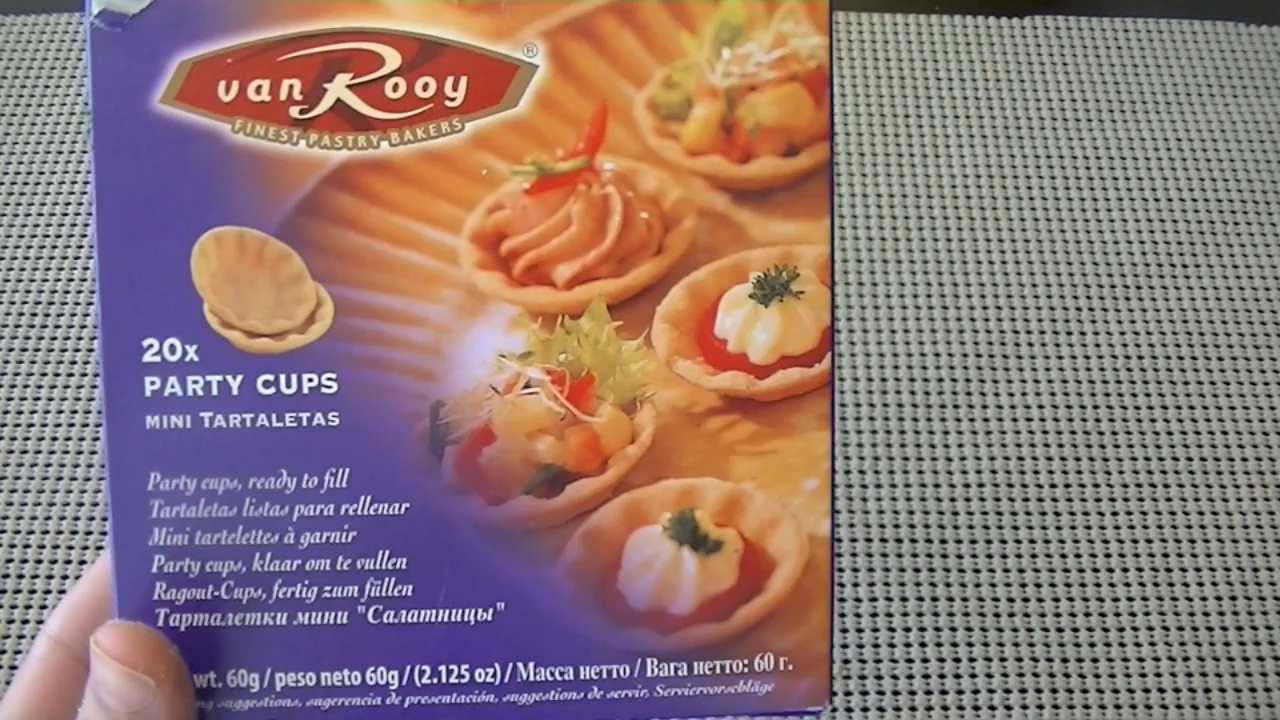 van Rooy ®
FINEST PASTRY BAKERS
20x
PARTY CUPS
MINI TARTALETAS
Party cups, ready to fill
Tartaletas listas para rellenar
Mini tartelettes à garnir
Party cups, klaar om te vullen
Ragout-Cups, fertig zum füllen
Тарталетки мини "Салатницы"
wt. 60g / peso neto 60g / (2.125 oz) / Масса нетто / Вага нетто: 60 г.
suggestions, sugerencia de presentación, suggestions de servir, Serviervorschläge